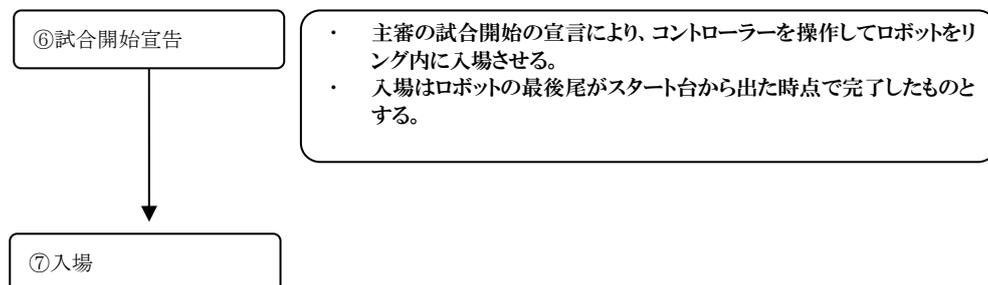 ⑥試合開始宣告
・ 主審の試合開始の宣言により、コントローラーを操作してロボットをリ
ング内に入場させる。
・ 入場はロボットの最後尾がスタート台から出た時点で完了したものと
する。
⑦入場